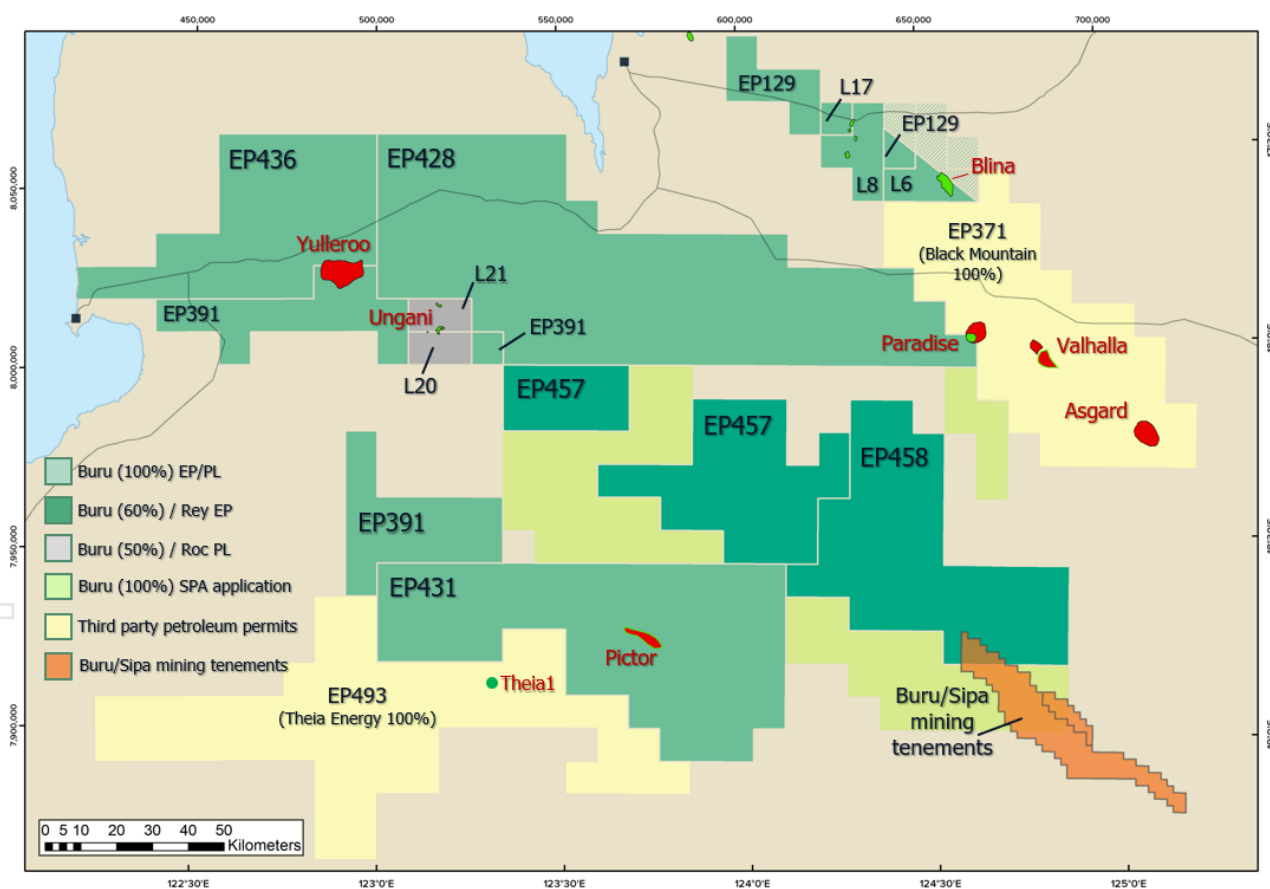 450,000
500,000
550,000
600,000
650,000
700,000
EP129
L17
EP129
EP436
EP428
L8
L6
Blina
8,050,000
EP371
(Black Mountain
100%)
Yulleroo
L21
EP391
Ungani
EP391
Paradise
Valhalla
8,000,000
L20
EP457
Asgard
EP457
EP458
Buru (100%) EP/PL
Buru (60%) / Rey EP
Buru (50%) / Roc PL
Buru (100%) SPA application
Third party petroleum permits
Buru/Sipa mining tenements
EP391
7,950,000
EP431
Pictor
Theia1
EP493
(Theia Energy 100%)
Buru/Sipa
mining
tenements
7,900,000
0 5 10 20 30 40 50
Kilometers
122°30'E
123°0'E
123°30'E
124°0'E
124°30'E
125°0'E